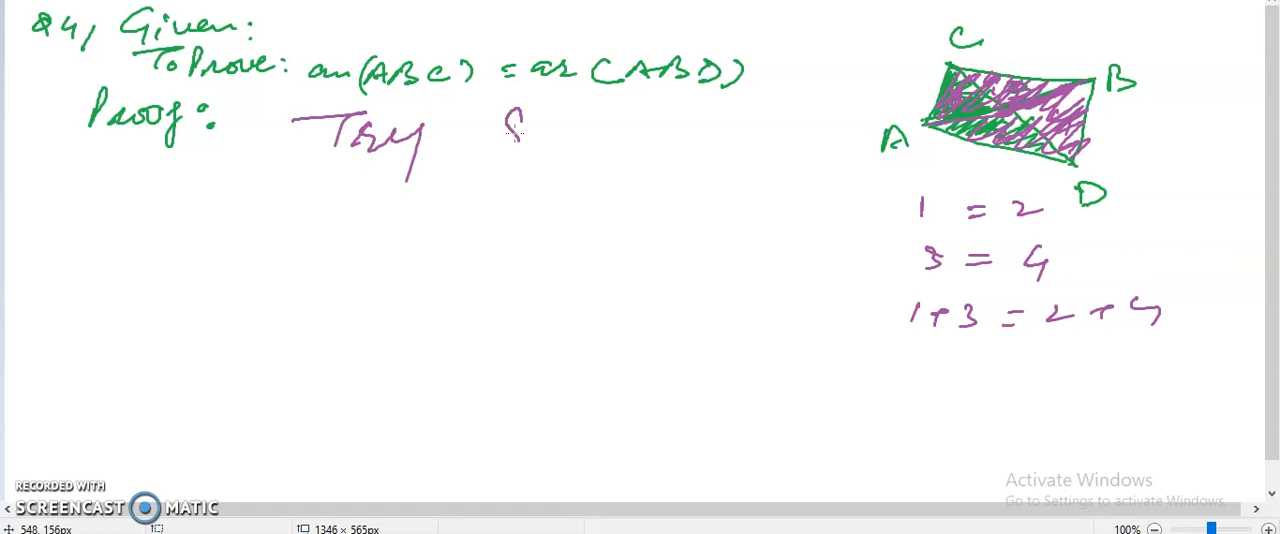 Q4, Given:
To Prove: ar(ABC) = ar (ABD)
Proof:
Try
C
B
A
D
1 = 2
3 = 4
1+3 = 2+4
Activate Windows
Go to Settings to activate Windows.
RECORDED WITH
SCREENCAST MATIC
548, 156px
1346 × 565px
100%